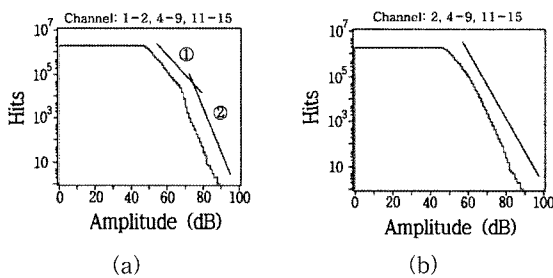 Channel: 1-2, 4-9, 11-15
10⁷
10⁵
10³
10
Hits
①
②
0 20 40 60 80 100
Amplitude (dB)
(a)
Channel: 2, 4-9, 11-15
10⁷
10⁵
10³
10
Hits
0 20 40 60 80 100
Amplitude (dB)
(b)